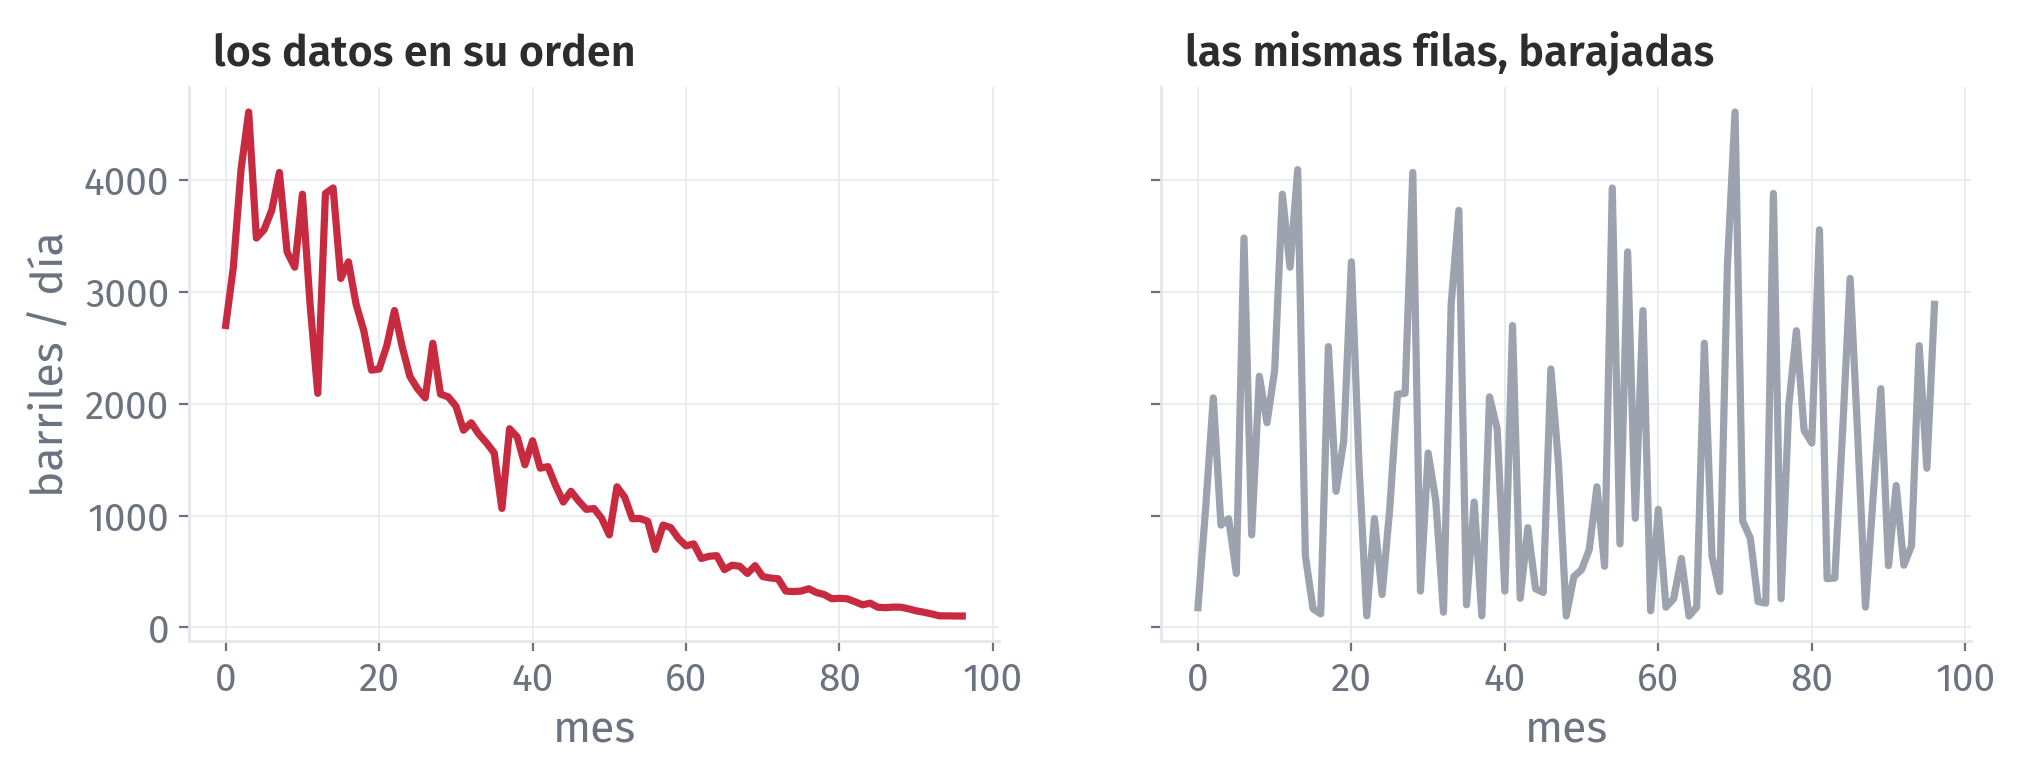 los datos en su orden
las mismas filas, barajadas
barriles / día
4000
3000
2000
1000
0
0 20 40 60 80 100
mes
0 20 40 60 80 100
mes